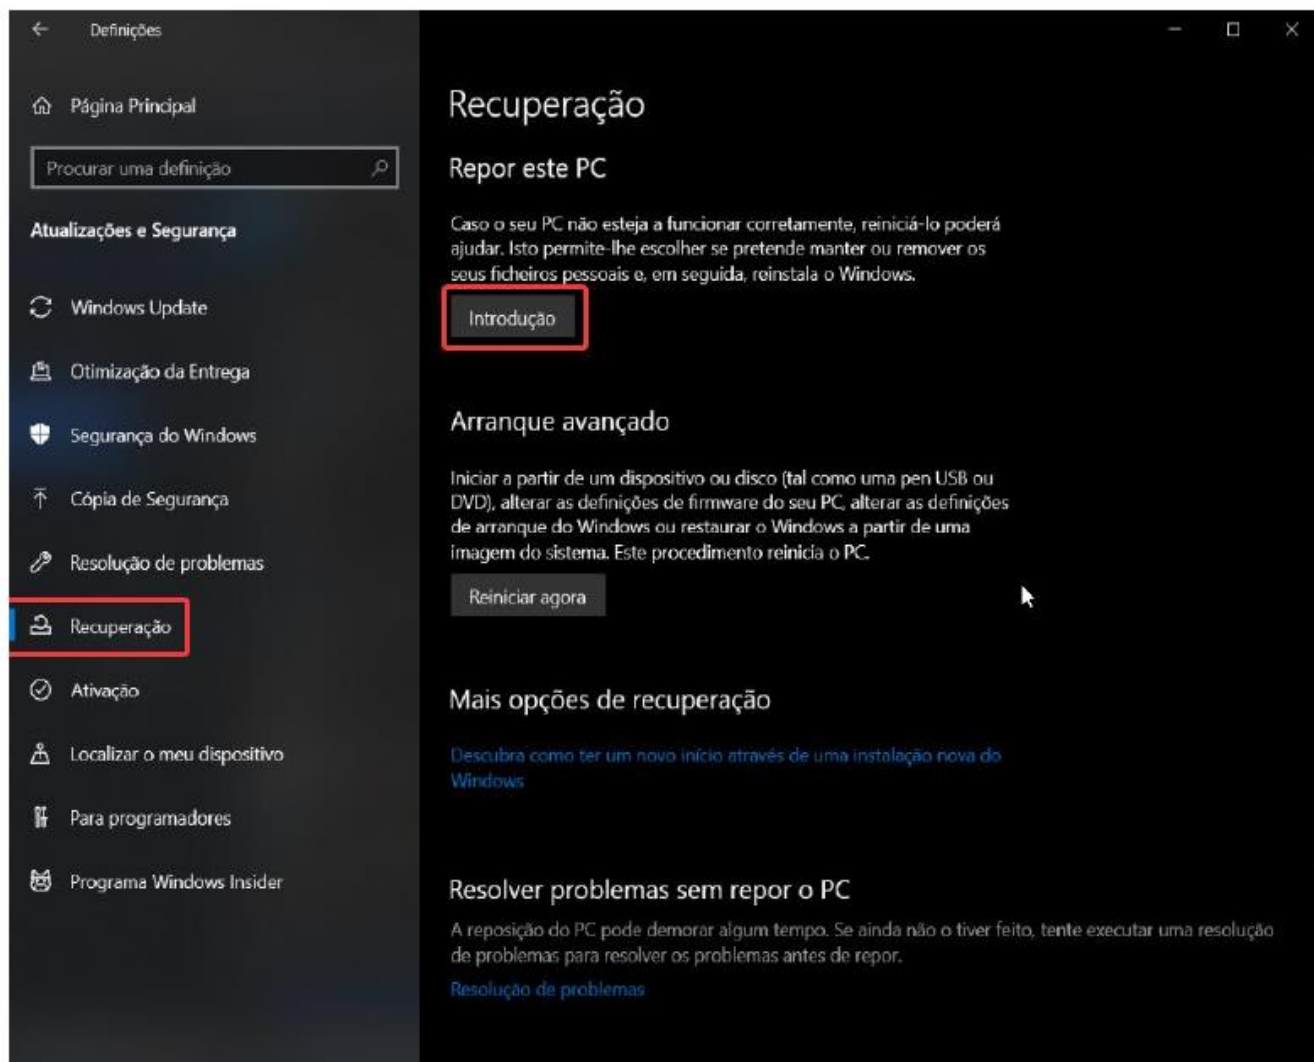 Definições
Página Principal
Procurar uma definição
Atualizações e Segurança
Windows Update
Otimização da Entrega
Segurança do Windows
Cópia de Segurança
Resolução de problemas
Recuperação
Ativação
Localizar o meu dispositivo
Para programadores
Programa Windows Insider
Recuperação
Repor este PC
Caso o seu PC não esteja a funcionar corretamente, reiniciá-lo poderá
ajudar. Isto permite-lhe escolher se pretende manter ou remover os
seus ficheiros pessoais e, em seguida, reinstala o Windows.
Introdução
Arranque avançado
Iniciar a partir de um dispositivo ou disco (tal como uma pen USB ou
DVD), alterar as definições de firmware do seu PC, alterar as definições
de arranque do Windows ou restaurar o Windows a partir de uma
imagem do sistema. Este procedimento reinicia o PC.
Reiniciar agora
Mais opções de recuperação
Descubra como ter um novo início através de uma instalação nova do
Windows
Resolver problemas sem repor o PC
A reposição do PC pode demorar algum tempo. Se ainda não o tiver feito, tente executar uma resolução
de problemas para resolver os problemas antes de repor.
Resolução de problemas